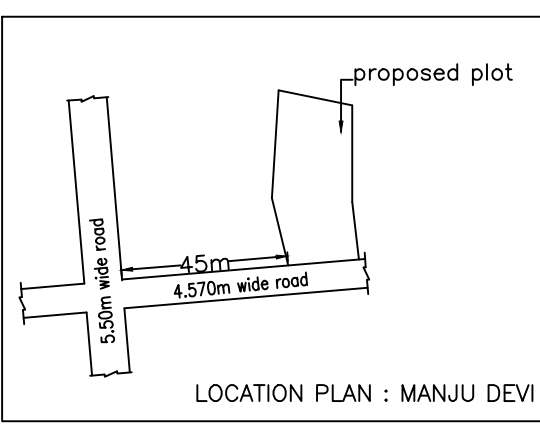 proposed plot
5.50m wide road
45m
4.570m wide road
LOCATION PLAN : MANJU DEVI